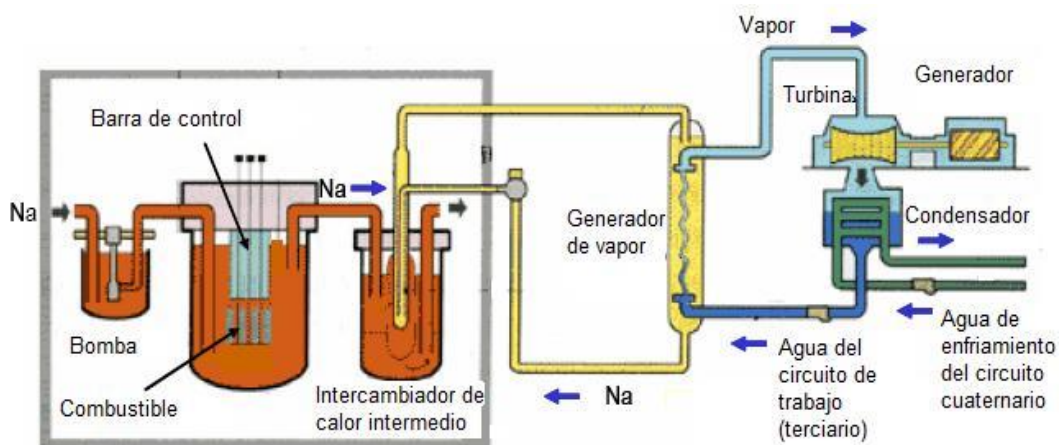 Vapor
Generador
Turbina
Barra de control
Na
Na
Generador
de vapor
Condensador
Bomba
Combustible
Intercambiador de
calor intermedio
Na
Agua del
circuito de
trabajo
(terciario)
Agua de
enfriamiento
del circuito
cuaternario